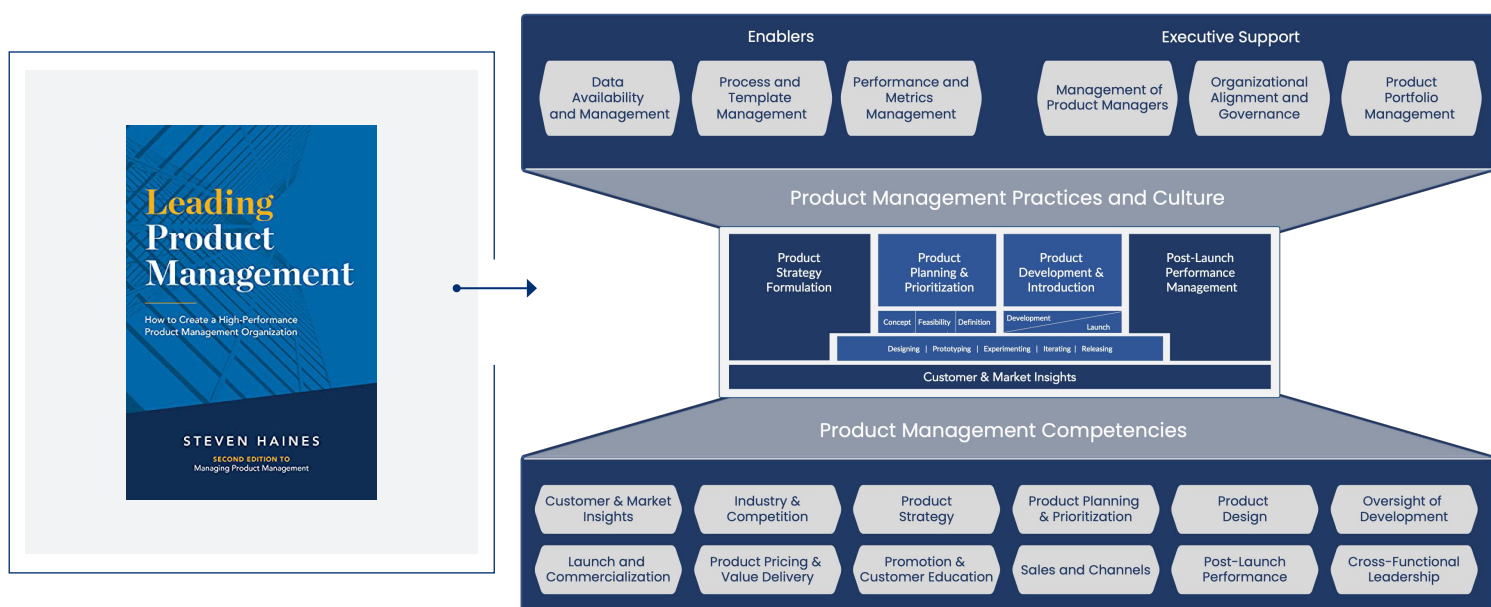 Leading
Product
Management
How to Create a High-Performance
Product Management Organization
STEVEN HAINES
SECOND EDITION TO
Managing Product Management
Enablers
Executive Support
Data
Availability
and Management
Process and
Template
Management
Performance and
Metrics
Management
Management of
Product Managers
Organizational
Alignment and
Governance
Product
Portfolio
Management
Product Management Practices and Culture
Product
Strategy
Formulation
Product
Planning &
Prioritization
Product
Development &
Introduction
Post-Launch
Performance
Management
Concept
Feasibility
Definition
Development
Launch
Designing | Prototyping | Experimenting | Iterating | Releasing
Customer & Market Insights
Product Management Competencies
Customer & Market
Insights
Industry &
Competition
Product
Strategy
Product Planning
& Prioritization
Product
Design
Oversight of
Development
Launch and
Commercialization
Product Pricing &
Value Delivery
Promotion &
Customer Education
Sales and Channels
Post-Launch
Performance
Cross-Functional
Leadership